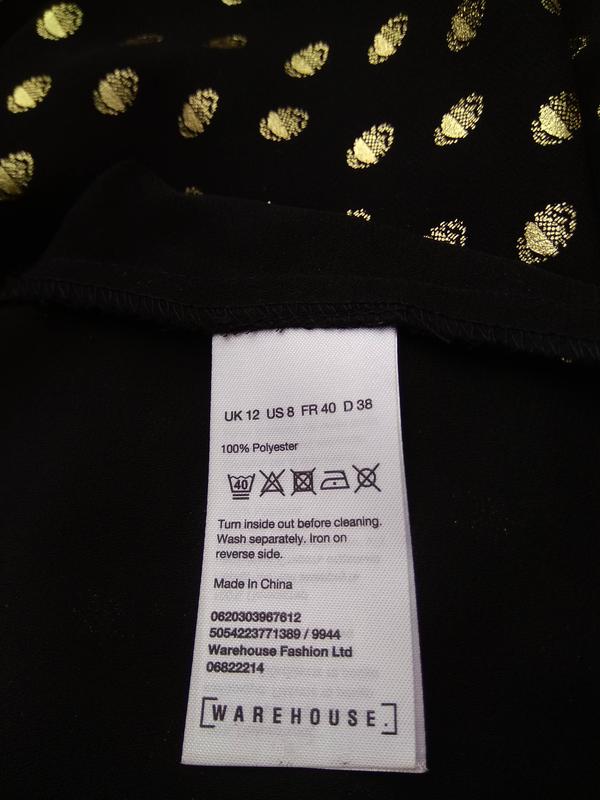 UK 12 US 8 FR 40 D 38
100% Polyester
40
Turn inside out before cleaning.
Wash separately. Iron on
reverse side.
Made In China
0620303967612
5054223771389 / 9944
Warehouse Fashion Ltd
06822214
[WAREHOUSE.]